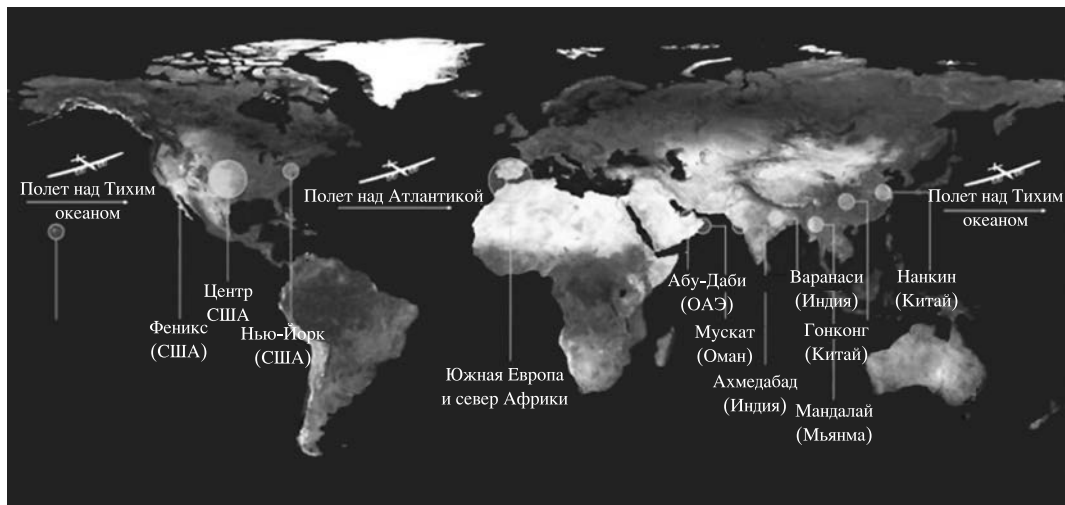 Полет над Тихим
океаном
Феникс
(США)
Центр
США
Нью-Йорк
(США)
Полет над Атлантикой
Южная Европа
и север Африки
Абу-Даби
(ОАЭ)
Мускат
(Оман)
Ахмедабад
(Индия)
Варанаси
(Индия)
Мандалай
(Мьянма)
Гонконг
(Китай)
Нанкин
(Китай)
Полет над Тихим
океаном